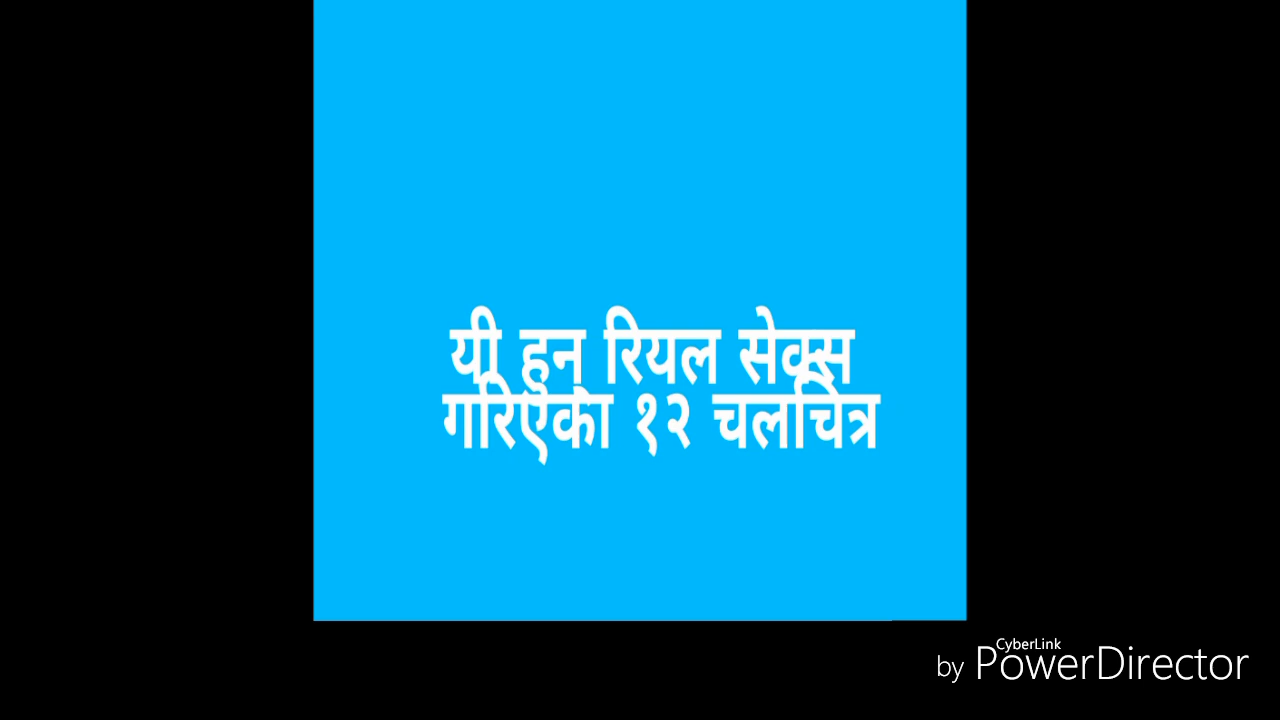 यी हुन् रियल सेक्स
गरिएका १२ चलचित्र
CyberLink
by PowerDirector